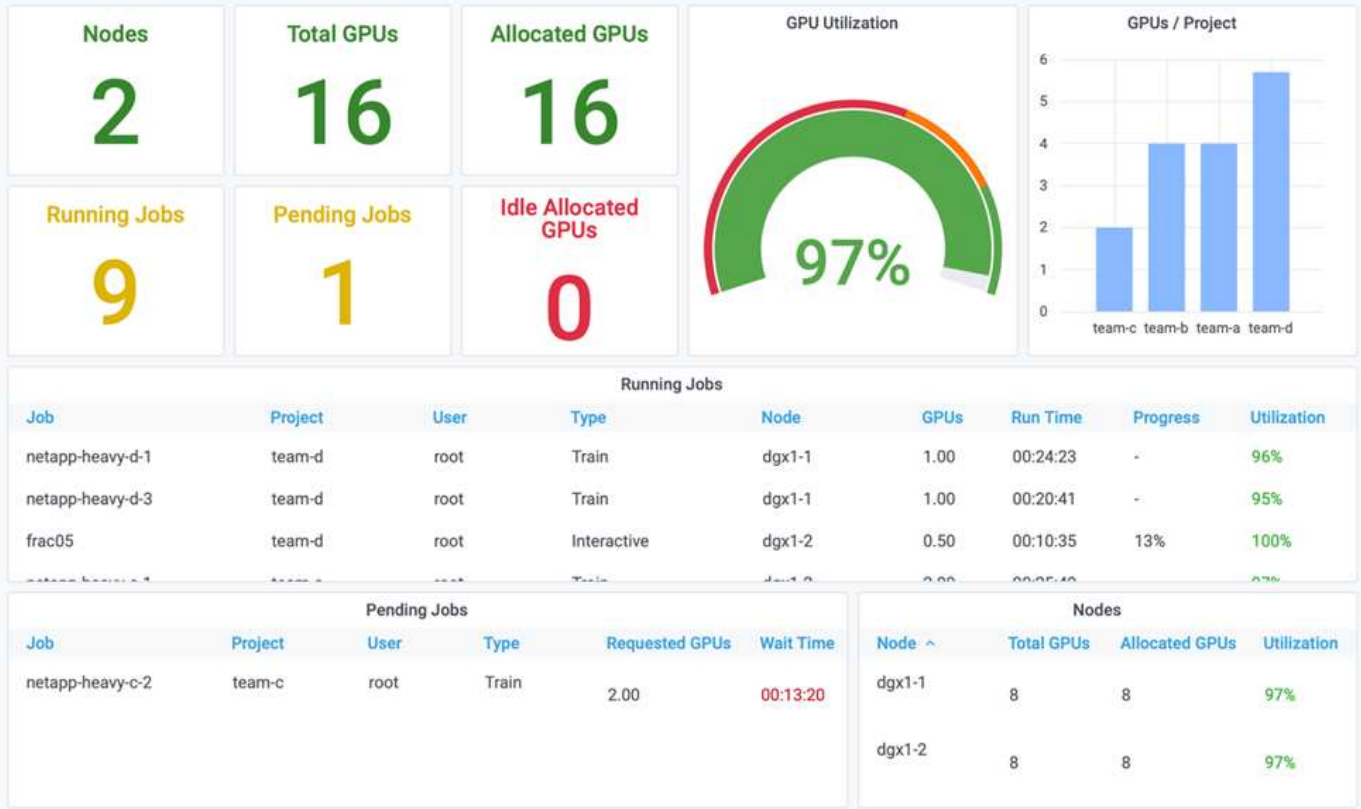 Nodes
2
Total GPUs
16
Allocated GPUs
16
Running Jobs
9
Pending Jobs
1
Idle Allocated
GPUs
0
GPU Utilization
97%
GPUs / Project
6
5
4
3
2
1
0
team-c team-b team-a team-d
Running Jobs
Job Project User Type Node GPUs Run Time Progress Utilization
netapp-heavy-d-1 team-d root Train dgx1-1 1.00 00:24:23 - 96%
netapp-heavy-d-3 team-d root Train dgx1-1 1.00 00:20:41 - 95%
frac05 team-d root Interactive dgx1-2 0.50 00:10:35 13% 100%
Pending Jobs
Job Project User Type Requested GPUs Wait Time
netapp-heavy-c-2 team-c root Train 2.00 00:13:20
Nodes
Node ^ Total GPUs Allocated GPUs Utilization
dgx1-1 8 8 97%
dgx1-2 8 8 97%